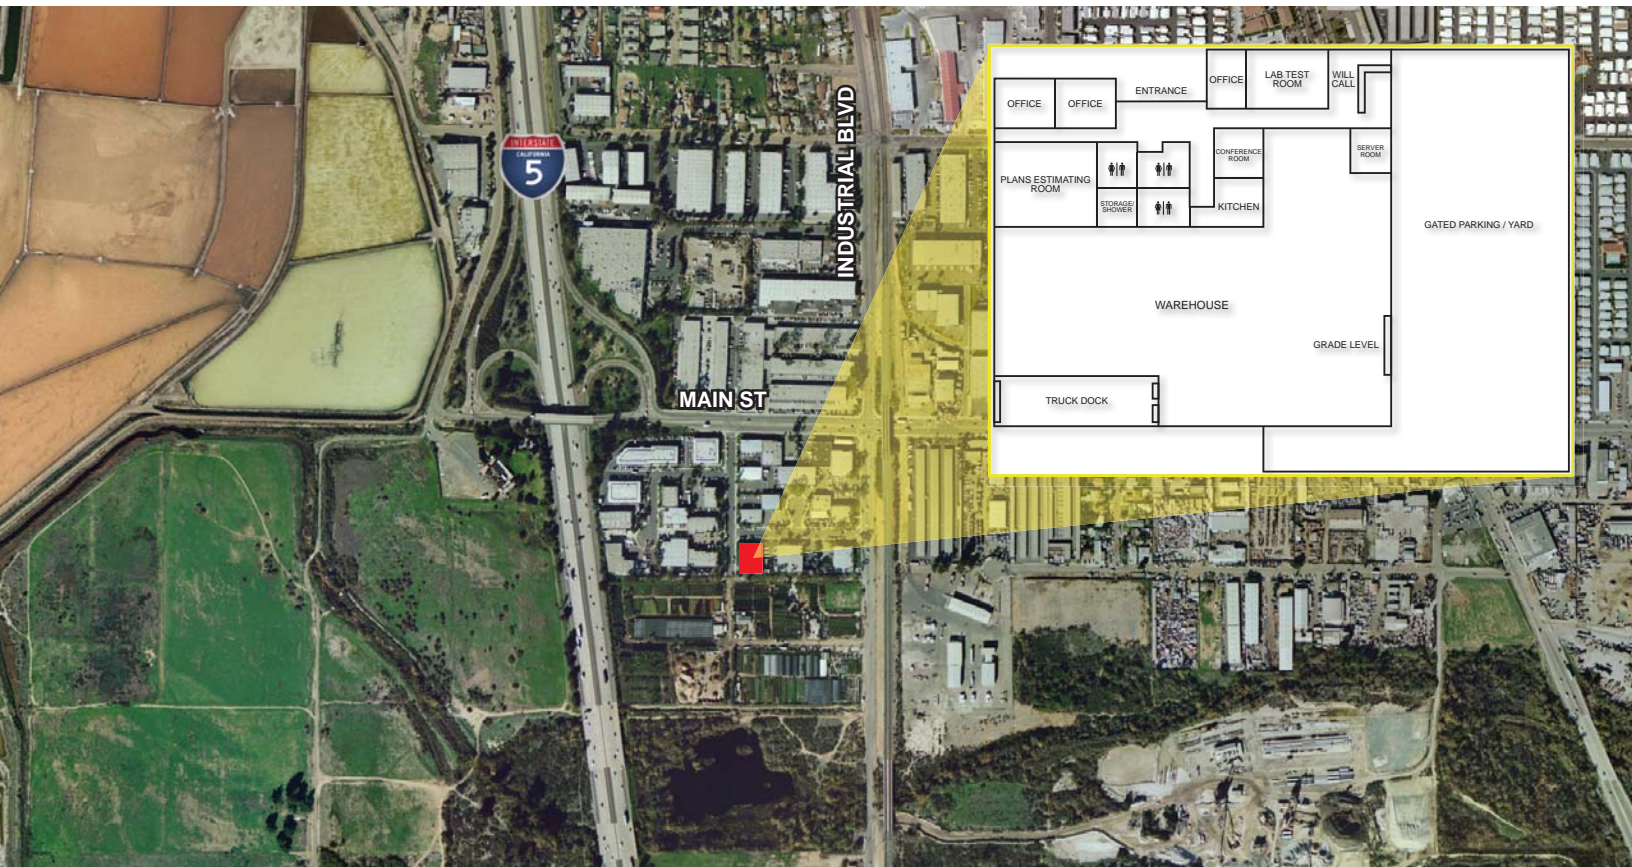 INTERSTATE
CALIFORNIA
5
INDUSTRIAL BLVD
MAIN ST
OFFICE
OFFICE
ENTRANCE
OFFICE
LAB TEST
ROOM
WILL
CALL
PLANS ESTIMATING
ROOM
STORAGE/
SHOWER
CONFERENCE
ROOM
KITCHEN
SERVER
ROOM
GATED PARKING / YARD
WAREHOUSE
GRADE LEVEL
TRUCK DOCK